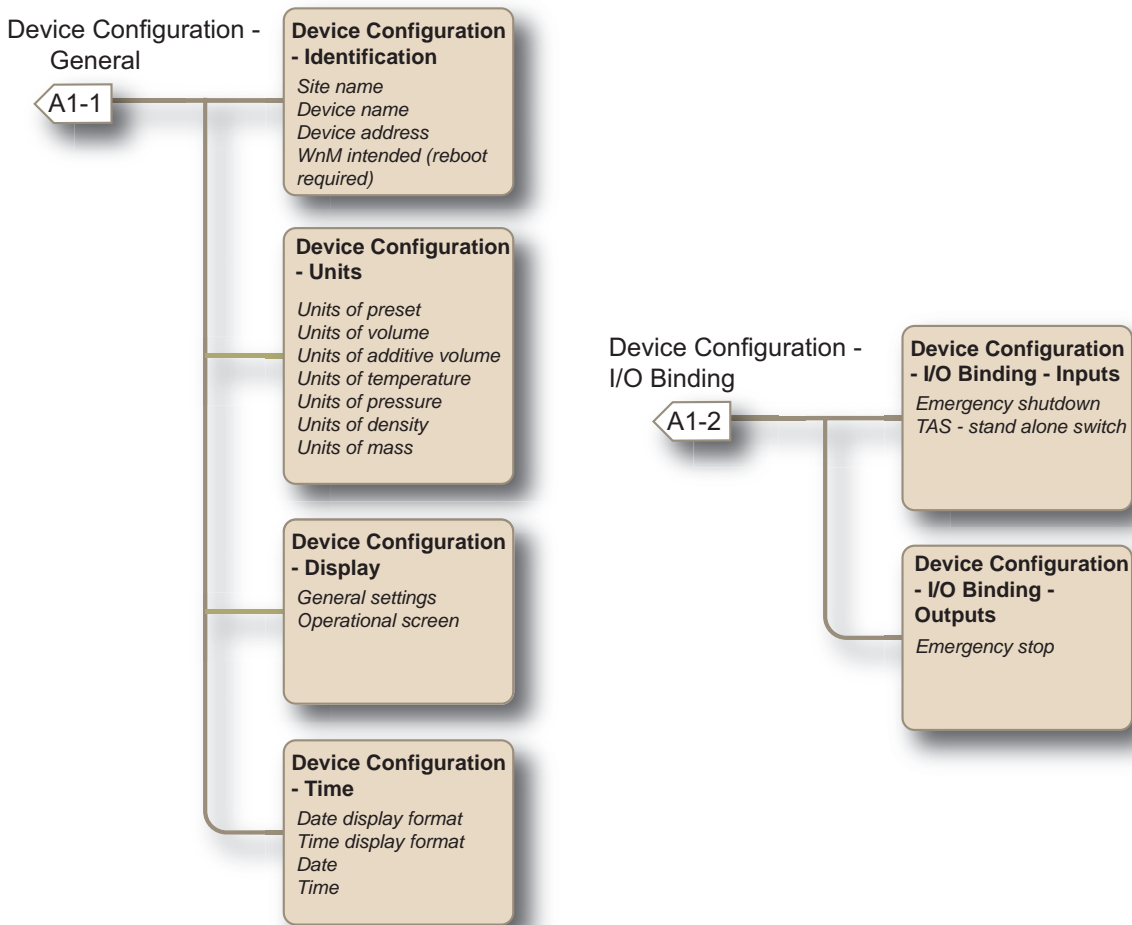 Device Configuration -
General
A1-1
Device Configuration
- Identification
Site name
Device name
Device address
WnM intended (reboot
required)
Device Configuration
- Units
Units of preset
Units of volume
Units of additive volume
Units of temperature
Units of pressure
Units of density
Units of mass
Device Configuration
- Display
General settings
Operational screen
Device Configuration
- Time
Date display format
Time display format
Date
Time
Device Configuration -
I/O Binding
A1-2
Device Configuration
- I/O Binding - Inputs
Emergency shutdown
TAS - stand alone switch
Device Configuration
- I/O Binding -
Outputs
Emergency stop